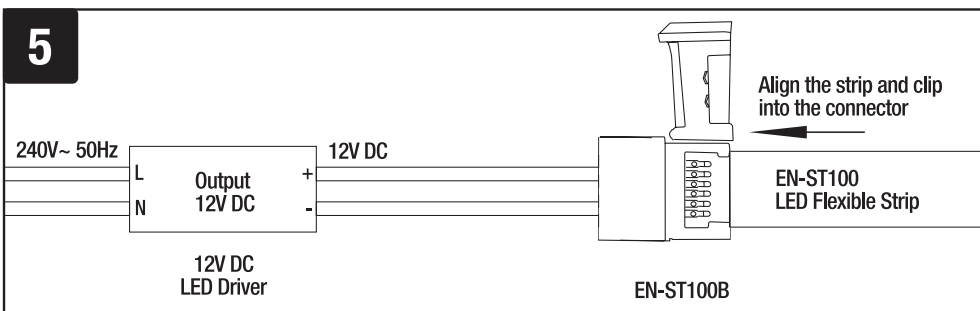 5
Align the strip and clip
into the connector
240V~ 50Hz
12V DC
L
Output
+
EN-ST100
N
12V DC
-
LED Flexible Strip
12V DC
LED Driver
EN-ST100B